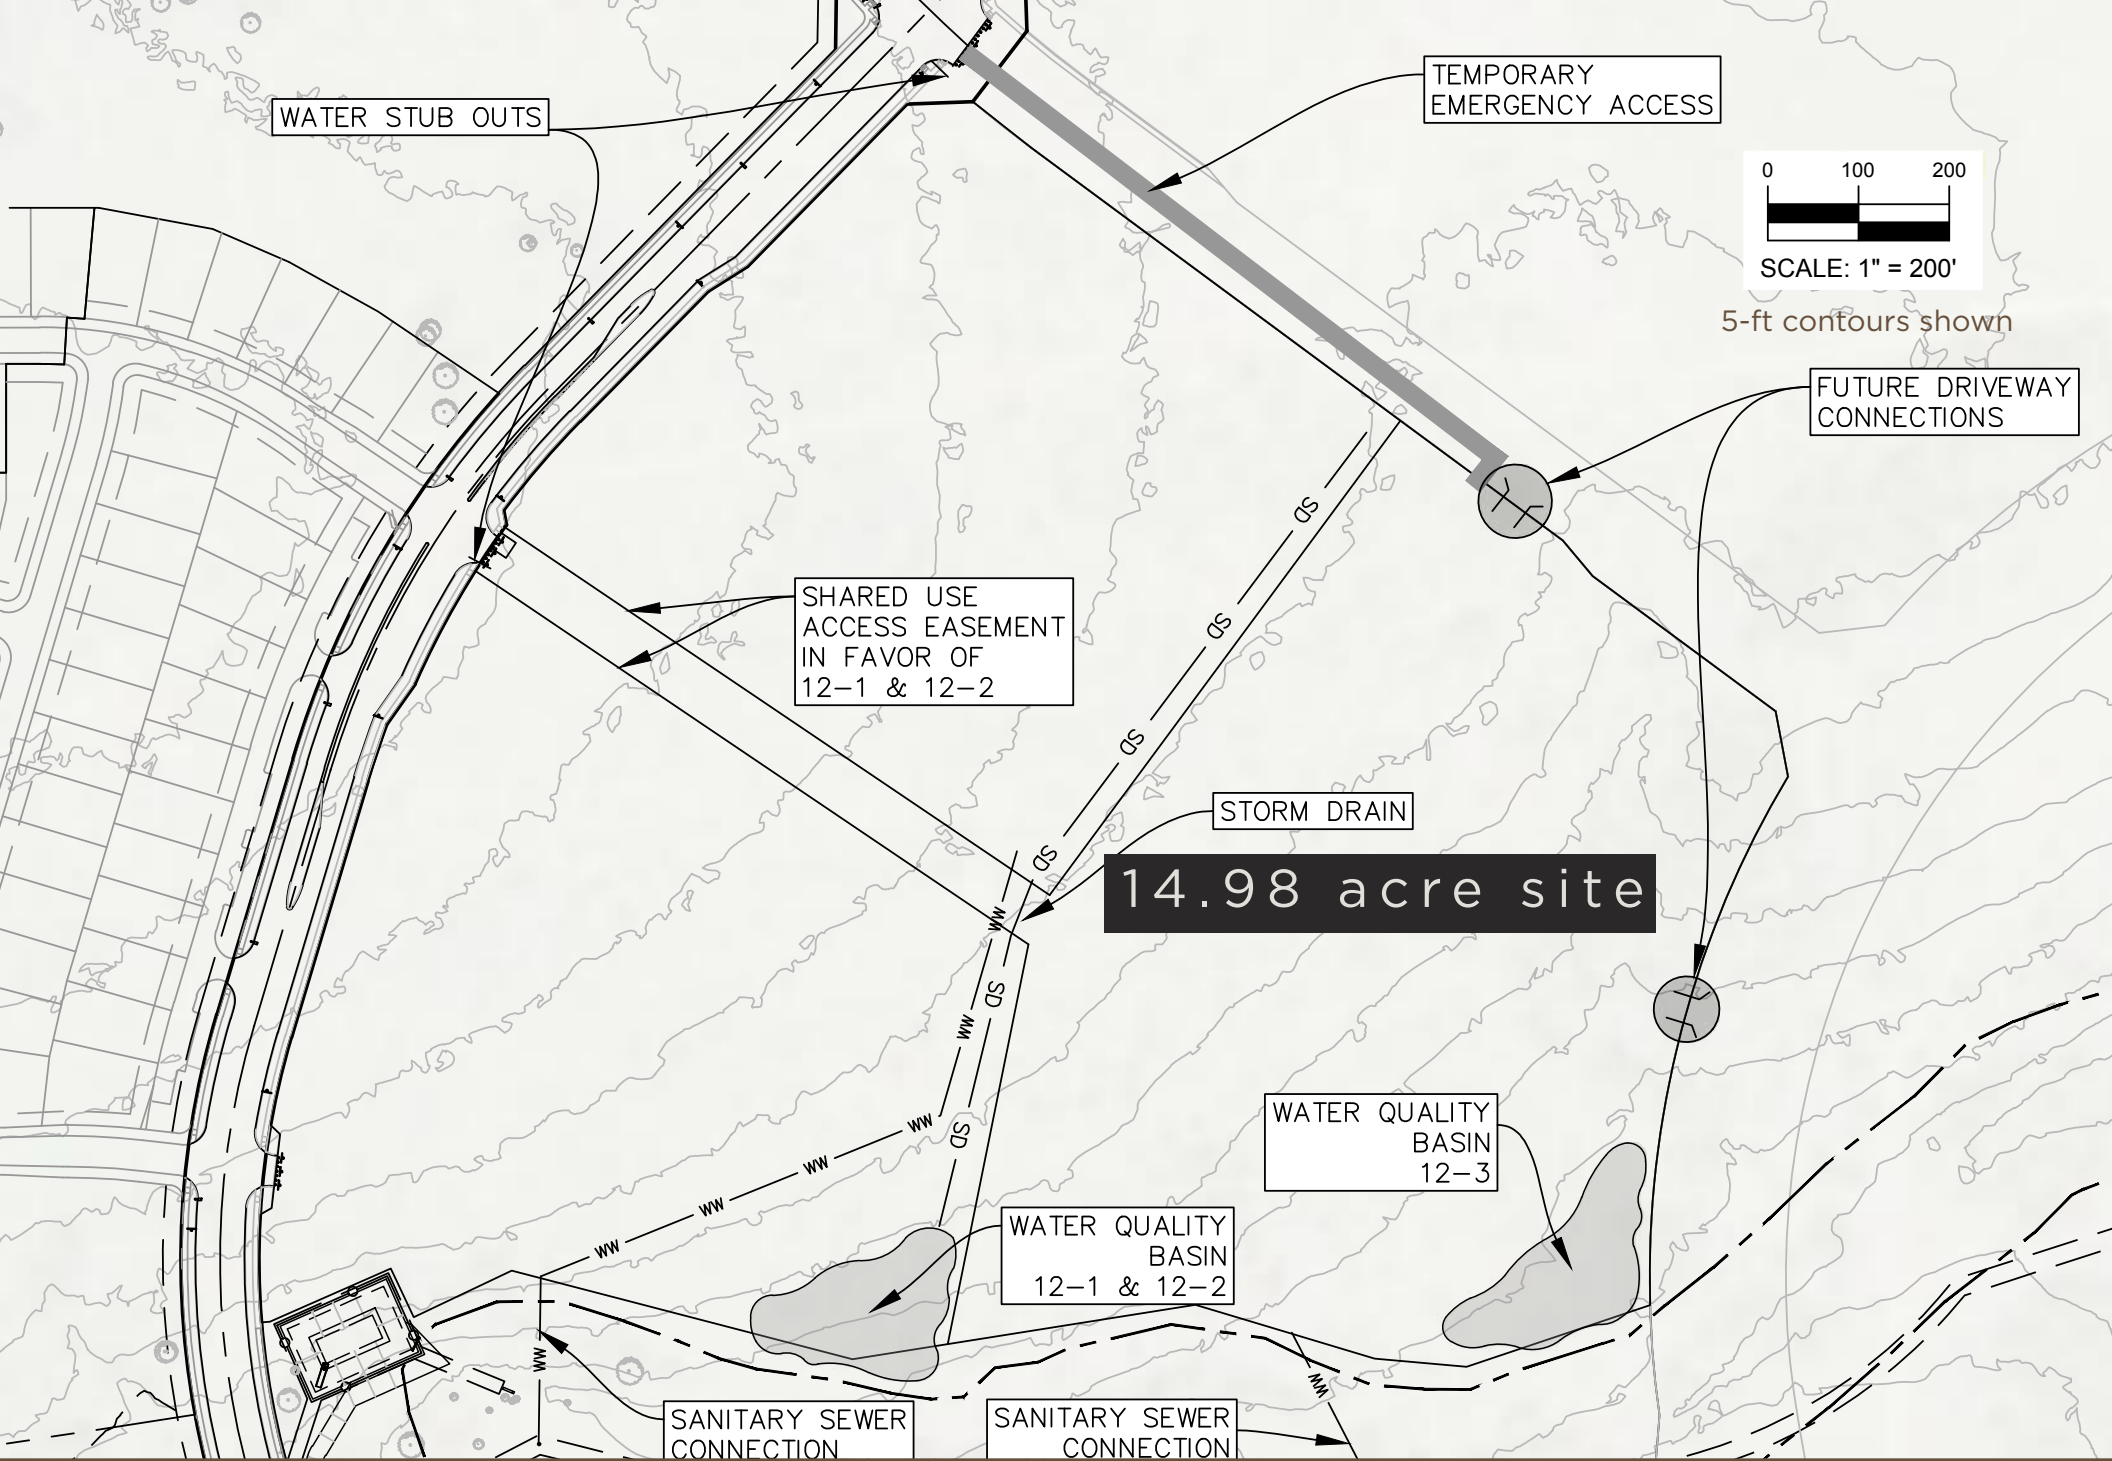 TEMPORARY
EMERGENCY ACCESS
WATER STUB OUTS
0 100 200
SCALE: 1" = 200'
5-ft contours shown
FUTURE DRIVEWAY
CONNECTIONS
SD
SHARED USE
ACCESS EASEMENT
IN FAVOR OF
12-1 & 12-2
SD
SD
STORM DRAIN
SD
14.98 acre site
WW
SD
WW
WATER QUALITY
BASIN
12-3
WW
SD
WW
WW
WATER QUALITY
BASIN
12-1 & 12-2
WW
WW
WW
SANITARY SEWER
CONNECTION
SANITARY SEWER
CONNECTION